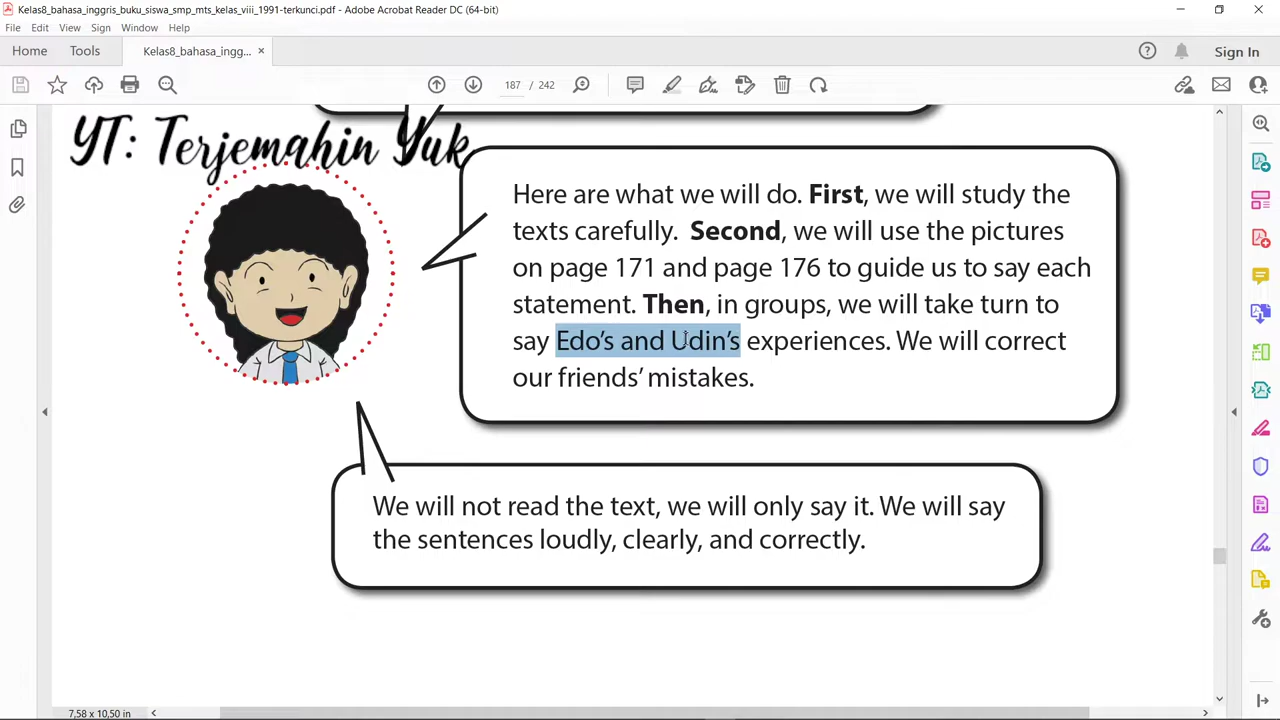 Kelas8_bahasa_inggris_buku_siswa_smp_mts_kelas_viii_1991-terkunci.pdf - Adobe Acrobat Reader DC (64-bit)
File Edit View Sign Window Help
Home Tools Kelas8_bahasa_ingg... × ? Sign In
187 / 242
YT: Terjemahin Yuk
Here are what we will do. First, we will study the
texts carefully. Second, we will use the pictures
on page 171 and page 176 to guide us to say each
statement. Then, in groups, we will take turn to
say Edo's and Udin's experiences. We will correct
our friends' mistakes.
We will not read the text, we will only say it. We will say
the sentences loudly, clearly, and correctly.
7,58 x 10,50 in